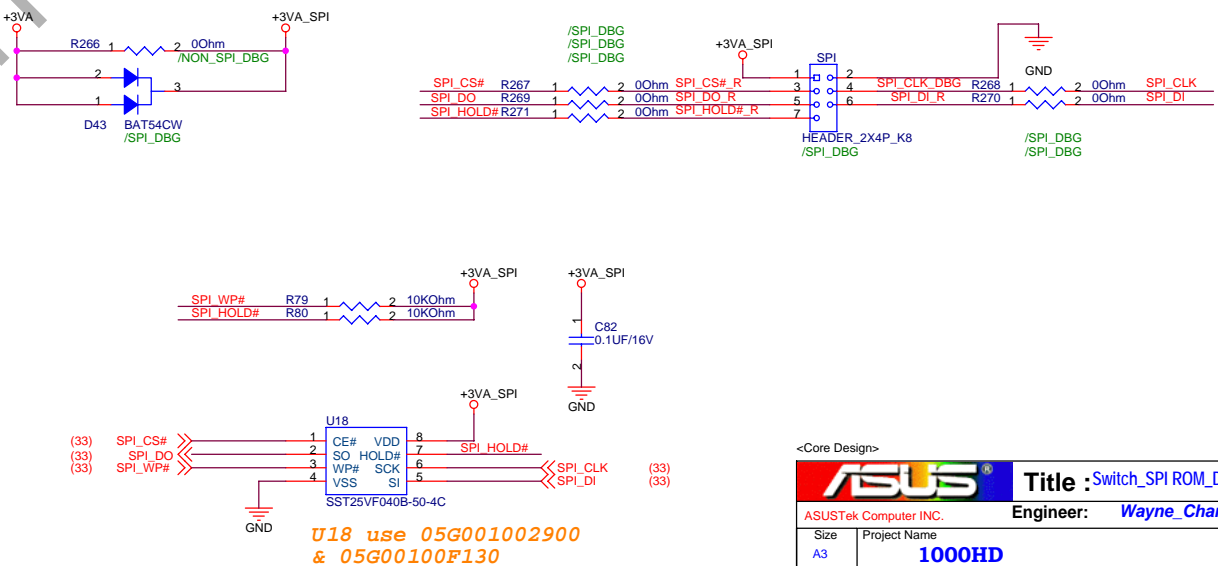 +3VA
+3VA_SPI
R266 1 2 0Ohm
/NON_SPI_DBG
2
3
1
D43 BAT54CW
/SPI_DBG
/SPI_DBG
/SPI_DBG
/SPI_DBG
+3VA_SPI
SPI
GND
1 2
SPI_CS# R267 1 2 0Ohm SPI_CS#_R 3 4 SPI_CLK_DBG R268 1 2 0Ohm SPI_CLK
SPI_DO R269 1 2 0Ohm SPI_DO_R 5 6 SPI_DI_R R270 1 2 0Ohm SPI_DI
SPI_HOLD# R271 1 2 0Ohm SPI_HOLD#_R 7
HEADER_2X4P_K8
/SPI_DBG
/SPI_DBG
/SPI_DBG
+3VA_SPI
SPI_WP# R79 1 2 10KOhm
SPI_HOLD# R80 1 2 10KOhm
+3VA_SPI
1
C82
0.1UF/16V
2
GND
+3VA_SPI
U18
(33) SPI_CS# 1 CE# VDD 8
(33) SPI_DO 2 SO HOLD# 7 SPI_HOLD#
(33) SPI_WP# 3 WP# SCK 6 SPI_CLK (33)
4 VSS SI 5 SPI_DI (33)
SST25VF040B-50-4C
GND
U18 use 05G001002900
& 05G00100F130
<Core Design>
ASUS® Title : Switch_SPI ROM_D
ASUSTek Computer INC. Engineer: Wayne_Cha
Size Project Name
A3 1000HD